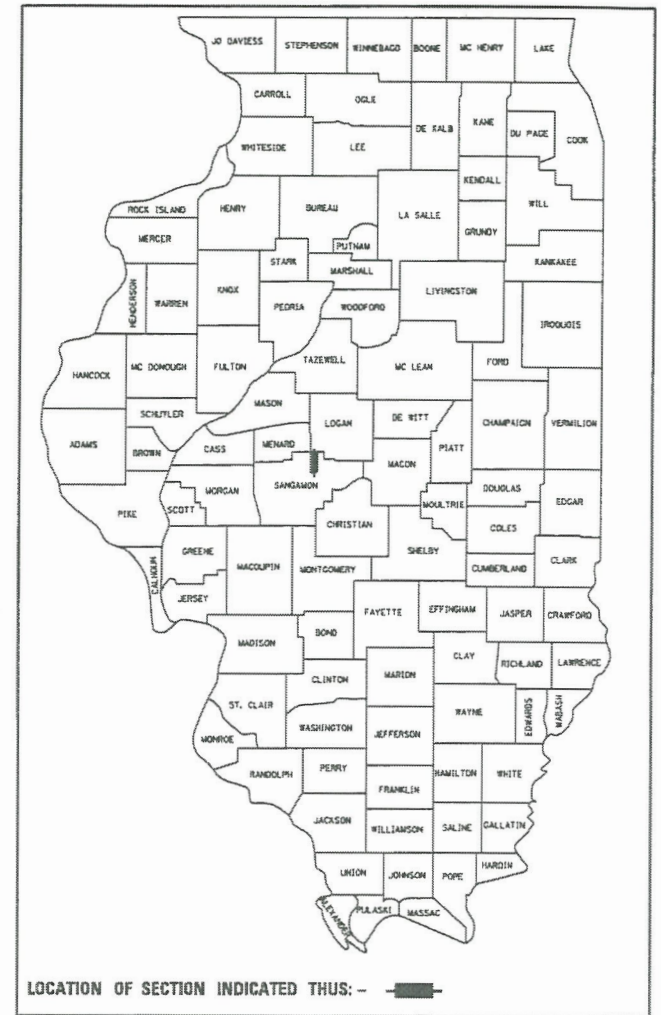 JO DAVIESS STEPHENSON WINNEBAGO BOONE MC HENRY LAKE
CARROLL OGLE DE KALB KANE DU PAGE COOK
WHITESIDE LEE
KENDALL WILL
ROCK ISLAND HENRY BUREAU LA SALLE GRUNDY
MERCER PUTNAM
STARK MARSHALL KANKAKEE
HENDERSON WARREN KNOX PEORIA WOODFORD LIVINGSTON IROQUOIS
HANCOCK MC DONOUGH FULTON TAZEWELL MC LEAN FORD
MASON
SCHUYLER LOGAN DE WITT CHAMPAIGN VERMILION
ADAMS BROWN CASS MENARD PIATT
MACON
PIKE SCOTT MORGAN SANGAMON MOULTRIE DOUGLAS EDGAR
CHRISTIAN COLES
GREENE MACOUPIN MONTGOMERY SHELBY CUMBERLAND CLARK
CALHOUN JERSEY
FAYETTE EFFINGHAM JASPER CRAWFORD
MADISON BOND
CLAY RICHLAND LAWRENCE
CLINTON MARION
ST. CLAIR WAYNE EDWARDS WABASH
WASHINGTON JEFFERSON
MONROE
RANDOLPH PERRY HAMILTON WHITE
FRANKLIN
JACKSON WILLIAMSON SALINE GALLATIN
UNION JOHNSON POPE HARDIN
ALEXANDER PULASKI MASSAC
LOCATION OF SECTION INDICATED THUS: -